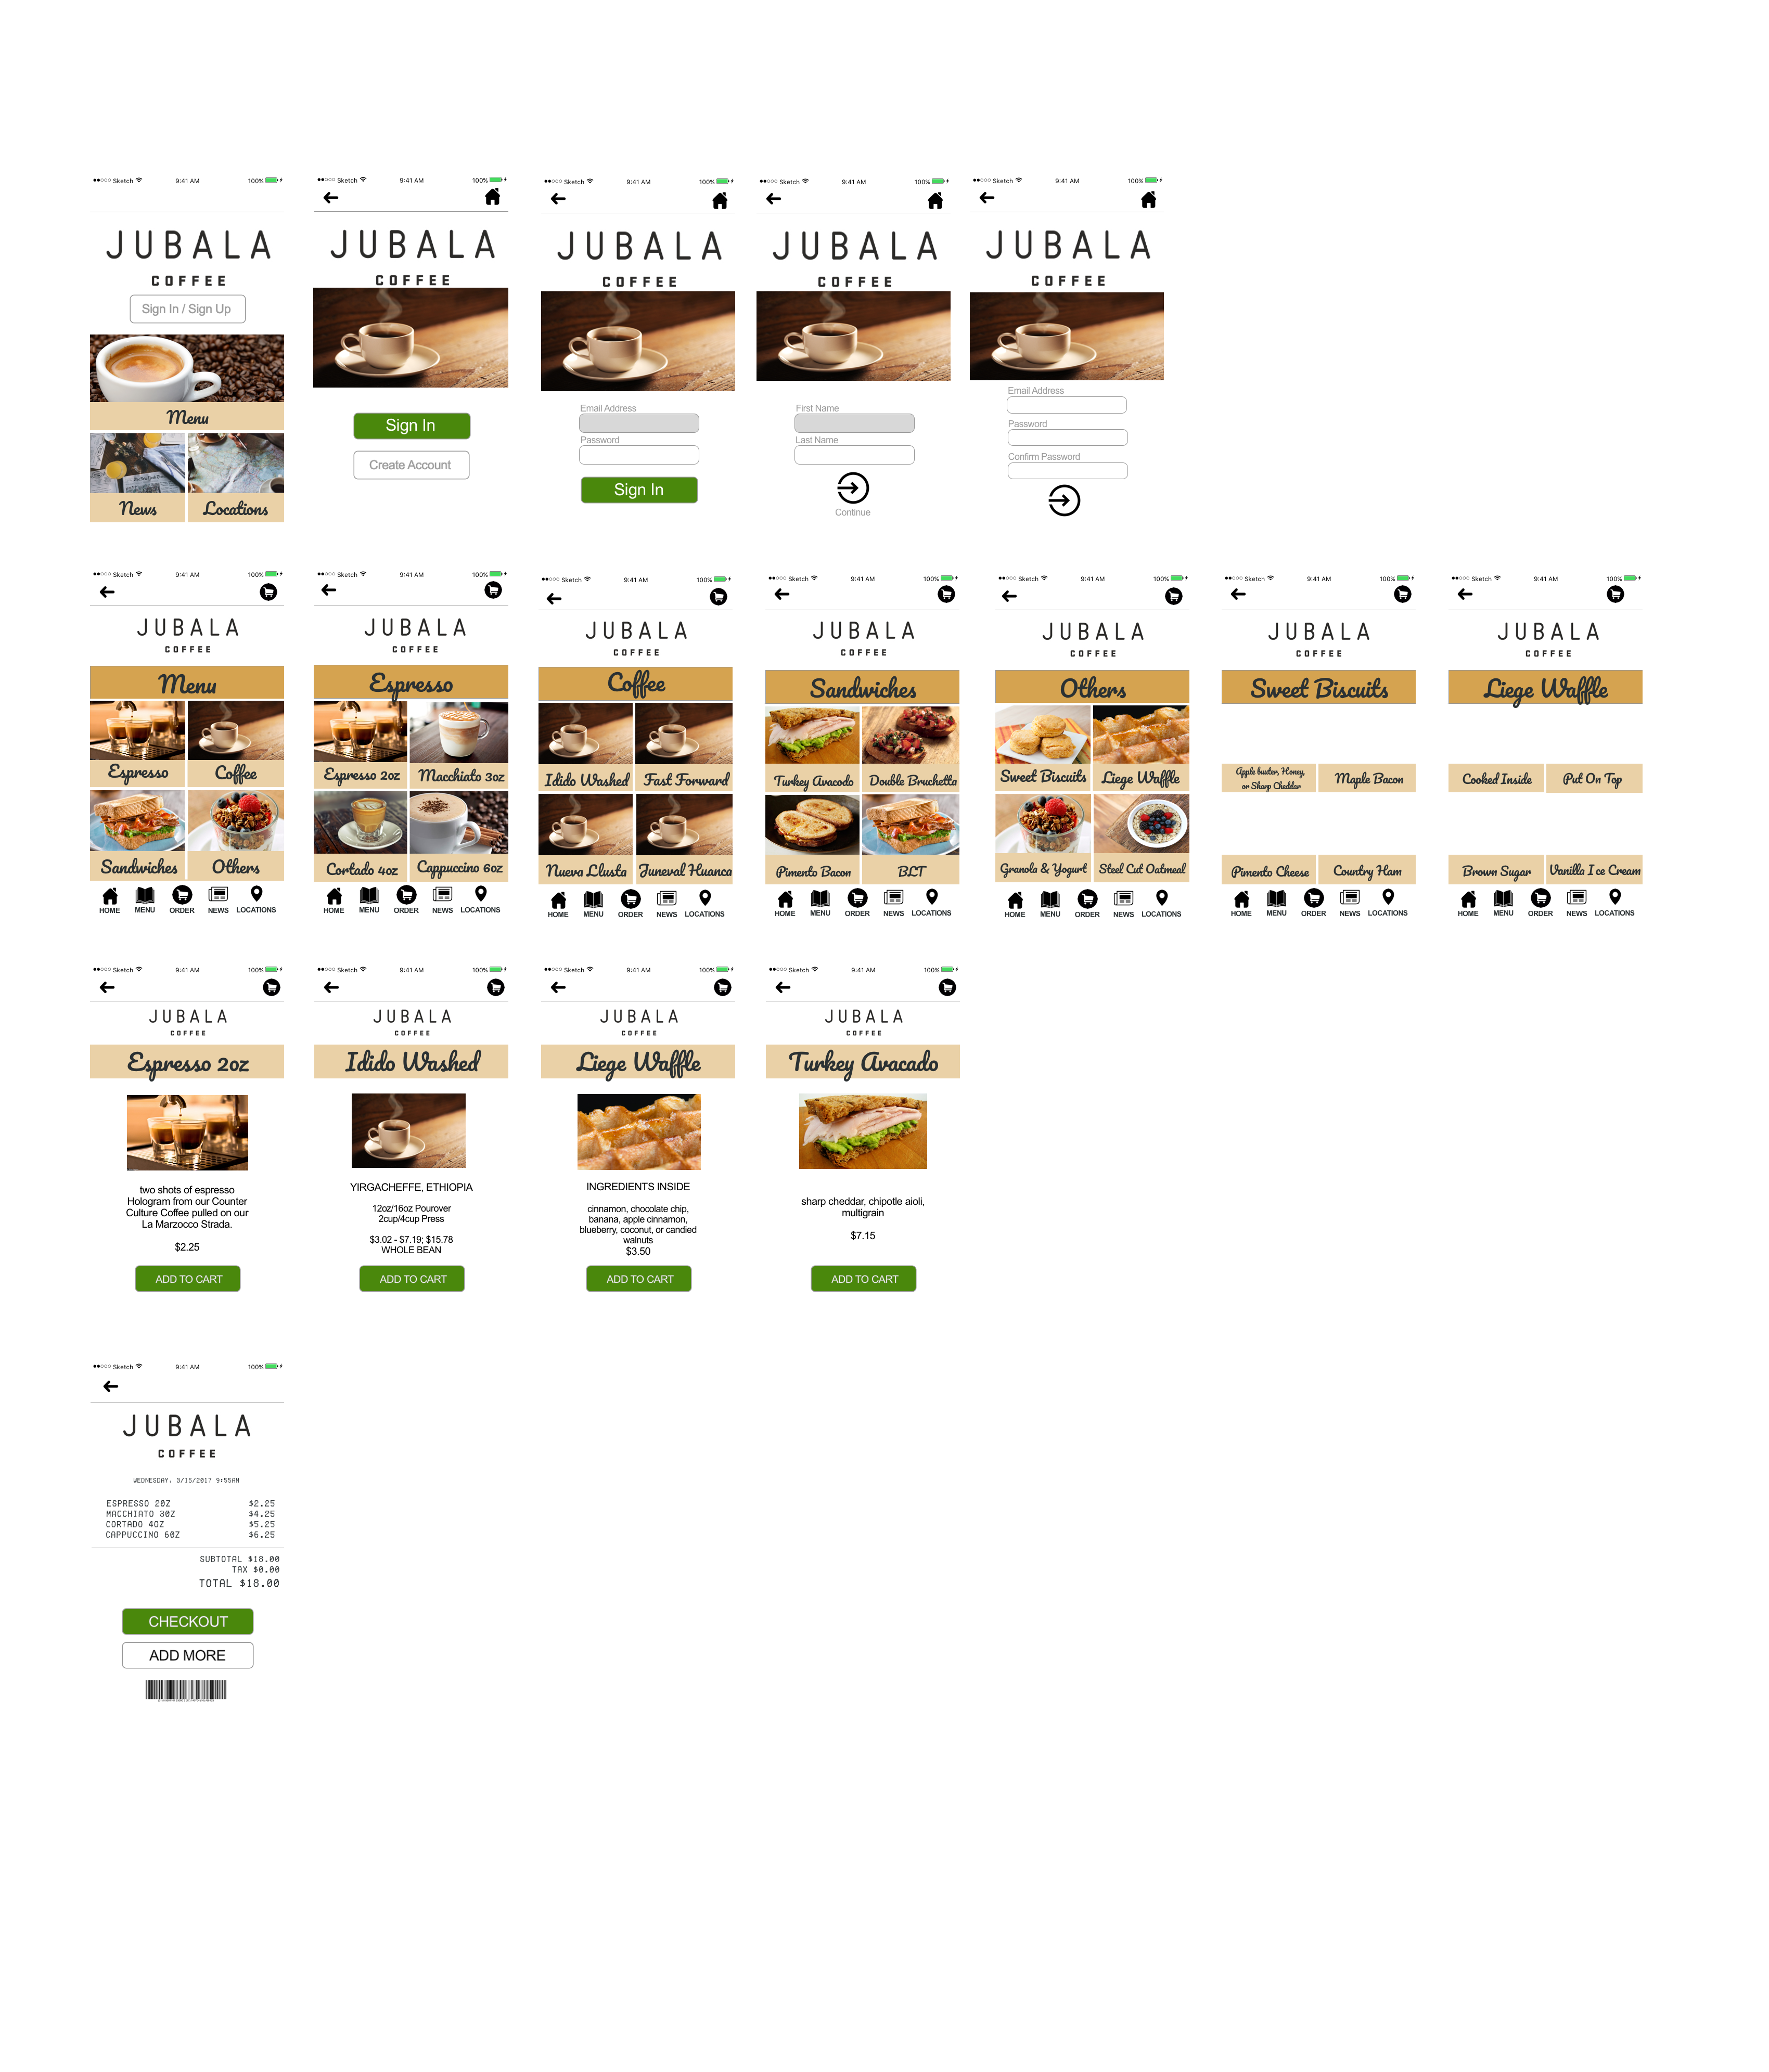 Sketch 9:41 AM 100%
JUBALA
COFFEE
Sign In / Sign Up
Menu
News Locations
Sketch 9:41 AM 100%
JUBALA
COFFEE
Sign In
Create Account
Sketch 9:41 AM 100%
JUBALA
COFFEE
Email Address
Password
Sign In
Sketch 9:41 AM 100%
JUBALA
COFFEE
First Name
Last Name
Continue
Sketch 9:41 AM 100%
JUBALA
COFFEE
Email Address
Password
Confirm Password
Sketch 9:41 AM 100%
JUBALA
COFFEE
Menu
Espresso Coffee
Sandwiches Others
HOME MENU ORDER NEWS LOCATIONS
Sketch 9:41 AM 100%
JUBALA
COFFEE
Espresso
Espresso 2oz Macchiato 3oz
Cortado 4oz Cappuccino 6oz
HOME MENU ORDER NEWS LOCATIONS
Sketch 9:41 AM 100%
JUBALA
COFFEE
Coffee
Idido Washed Fast Forward
Nueva Llusta Juneval Huanca
HOME MENU ORDER NEWS LOCATIONS
Sketch 9:41 AM 100%
JUBALA
COFFEE
Sandwiches
Turkey Avacado Double Bruchetta
Pimento Bacon BLT
HOME MENU ORDER NEWS LOCATIONS
Sketch 9:41 AM 100%
JUBALA
COFFEE
Others
Sweet Biscuits Liege Waffle
Granola & Yogurt Steel Cut Oatmeal
HOME MENU ORDER NEWS LOCATIONS
Sketch 9:41 AM 100%
JUBALA
COFFEE
Sweet Biscuits
Apple buuter, Honey,
or Sharp Cheddar
Maple Bacon
Pimento Cheese Country Ham
HOME MENU ORDER NEWS LOCATIONS
Sketch 9:41 AM 100%
JUBALA
COFFEE
Liege Waffle
Cooked Inside Put On Top
Brown Sugar Vanilla Ice Cream
HOME MENU ORDER NEWS LOCATIONS
Sketch 9:41 AM 100%
JUBALA
COFFEE
Espresso 2oz
two shots of espresso
Hologram from our Counter
Culture Coffee pulled on our
La Marzocco Strada.
$2.25
ADD TO CART
Sketch 9:41 AM 100%
JUBALA
COFFEE
Idido Washed
YIRGACHEFFE, ETHIOPIA
12oz/16oz Pourover
2cup/4cup Press
$3.02 - $7.19; $15.78
WHOLE BEAN
ADD TO CART
Sketch 9:41 AM 100%
JUBALA
COFFEE
Liege Waffle
INGREDIENTS INSIDE
cinnamon, chocolate chip,
banana, apple cinnamon,
blueberry, coconut, or candied
walnuts
$3.50
ADD TO CART
Sketch 9:41 AM 100%
JUBALA
COFFEE
Turkey Avacado
sharp cheddar, chipotle aioli,
multigrain
$7.15
ADD TO CART
Sketch 9:41 AM 100%
JUBALA
COFFEE
WEDNESDAY, 3/15/2017 9:55AM
ESPRESSO 2OZ $2.25
MACCHIATO 3OZ $4.25
CORTADO 4OZ $5.25
CAPPUCCINO 6OZ $6.25
SUBTOTAL $18.00
TAX $0.00
TOTAL $18.00
CHECKOUT
ADD MORE